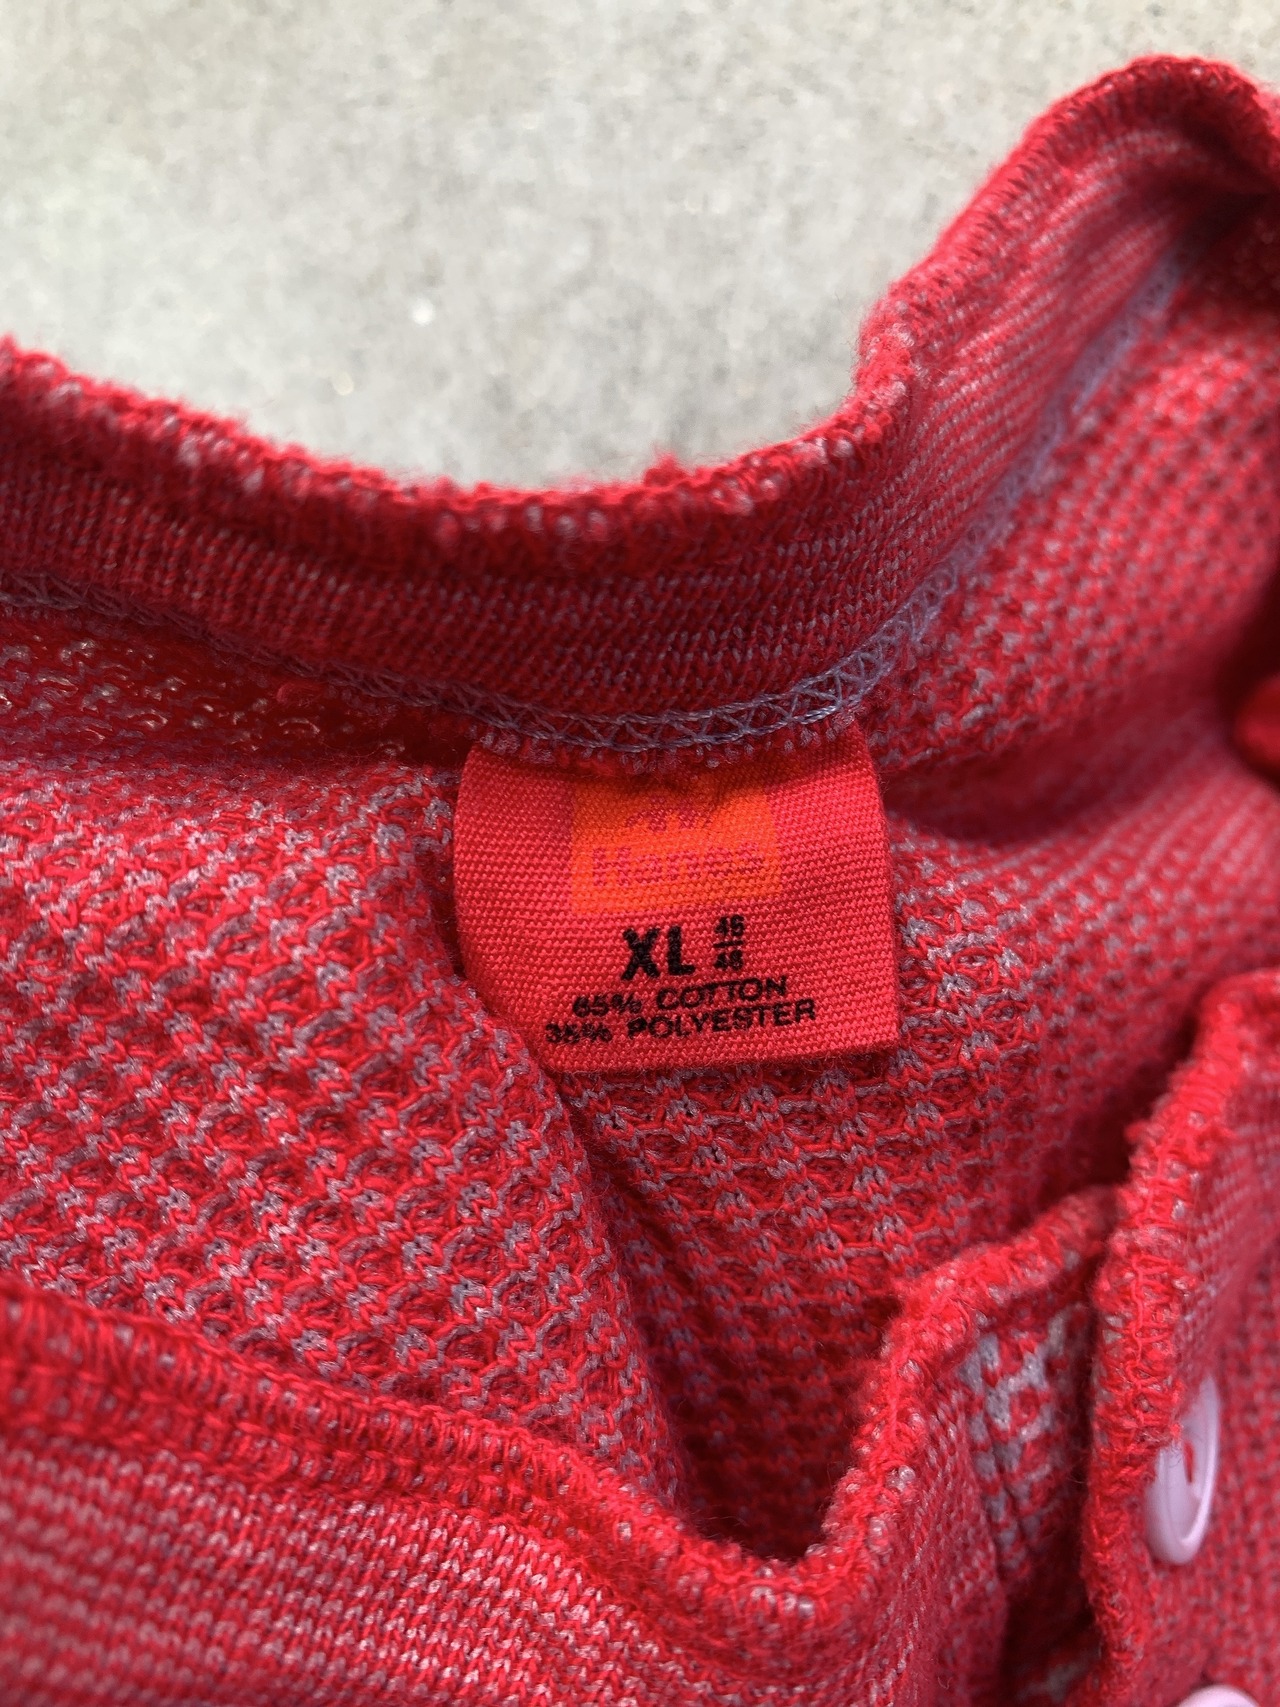 Hanes
XL 46
48
65% COTTON
35% POLYESTER